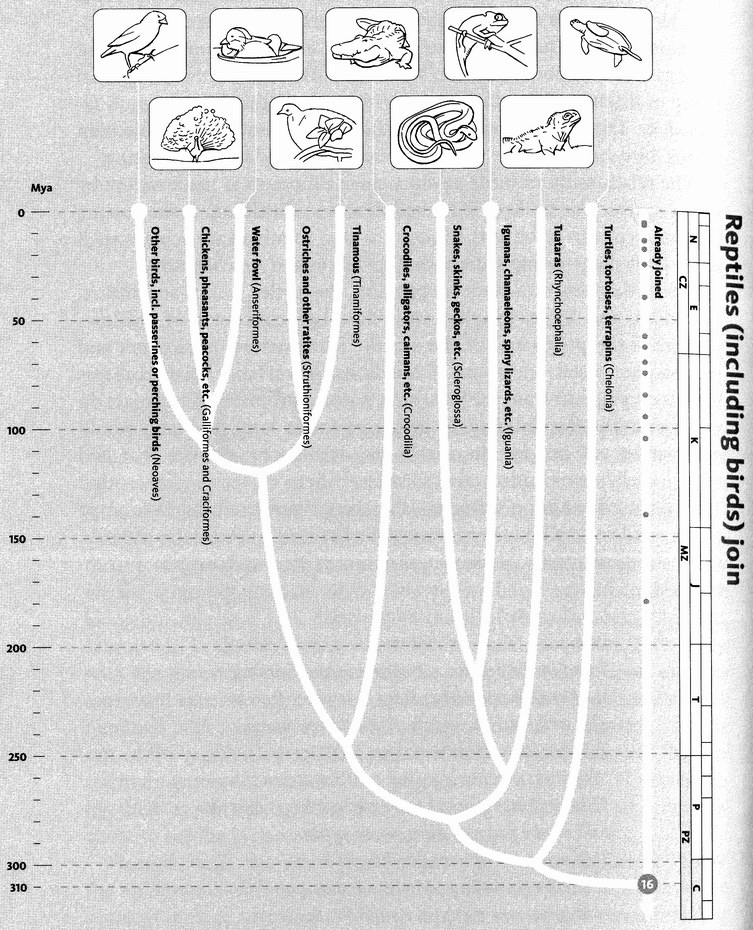 Reptiles (including birds) join
Mya
0
50
100
150
200
250
300
310
Other birds, incl. passerines or perching birds (Neoaves)
Chickens, pheasants, peacocks, etc. (Galliformes and Craciformes)
Water fowl (Anseriformes)
Ostriches and other ratites (Struthioniformes)
Tinamous (Tinamiformes)
Crocodiles, alligators, caimans, etc. (Crocodilia)
Snakes, skinks, geckos, etc. (Scleroglossa)
Iguanas, chamaeleons, spiny lizards, etc. (Iguania)
Tuataras (Rhynchocephalia)
Turtles, tortoises, terrapins (Chelonia)
Already joined
16
CZ
MZ
PZ
N
E
K
J
T
P
C